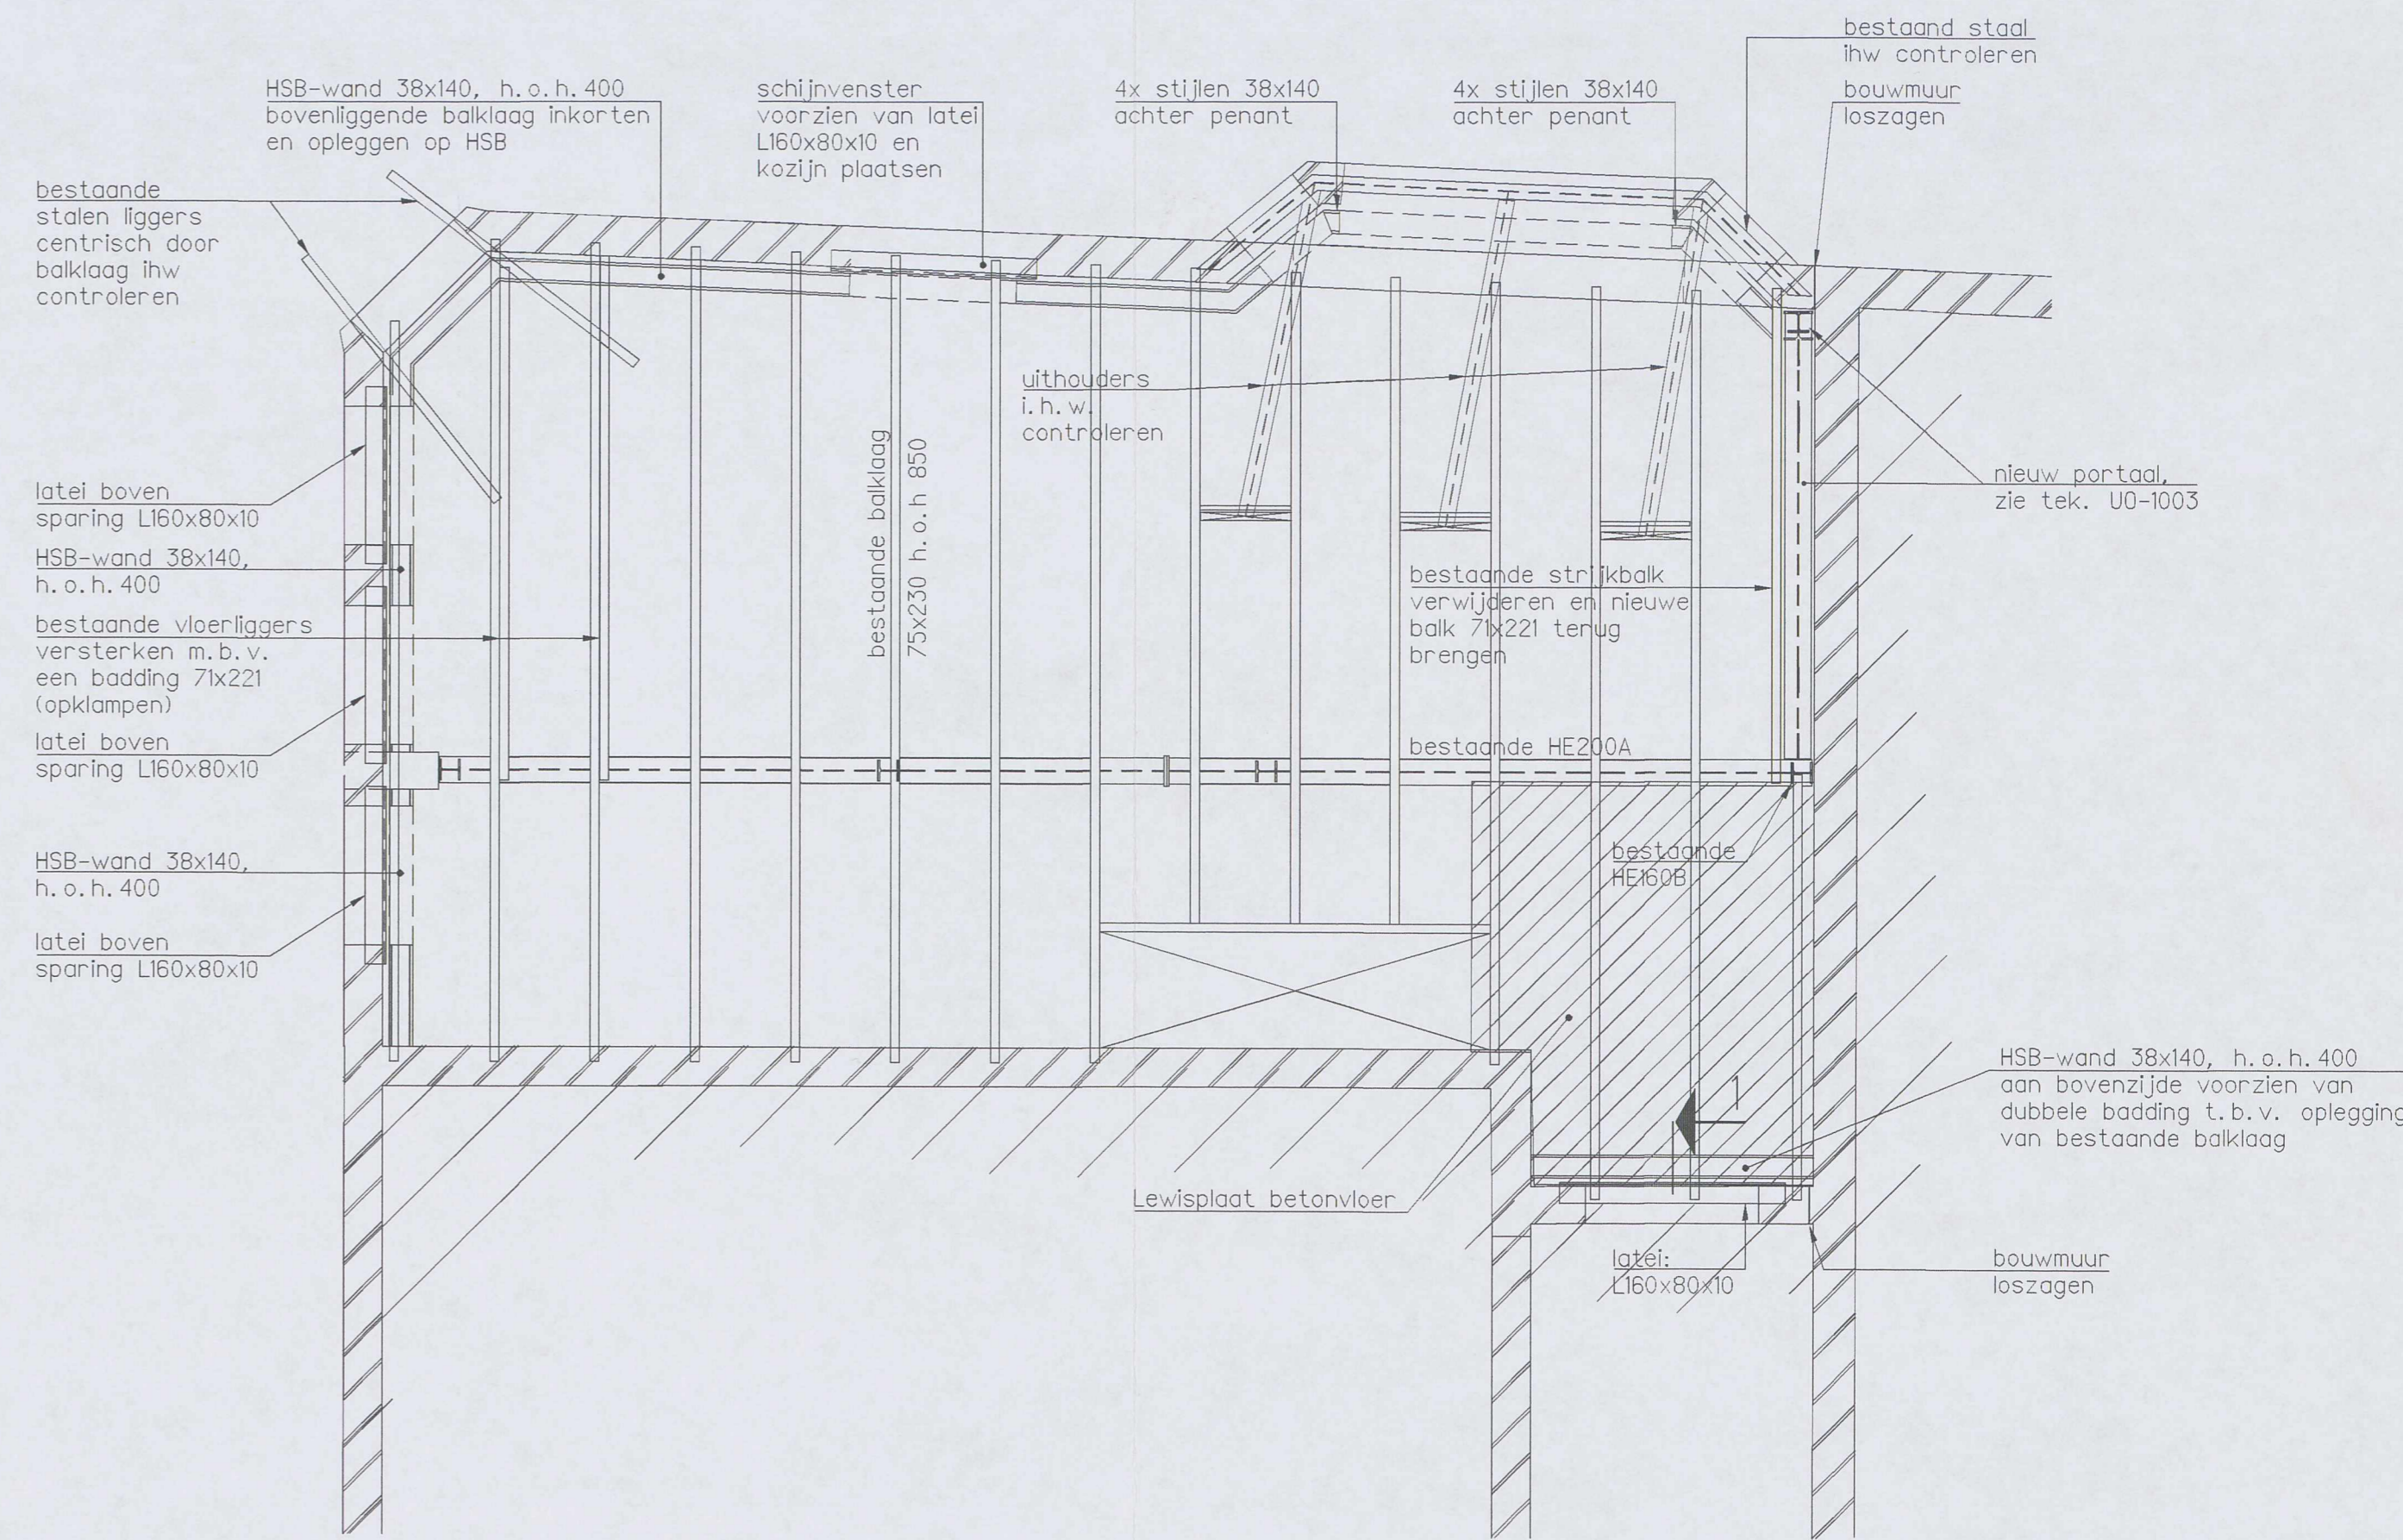 bestaand staal
ihw controleren
HSB-wand 38x140, h.o.h. 400
bovenliggende balklaag inkorten
en opleggen op HSB
schijnvenster
voorzien van latei
L160x80x10 en
kozijn plaatsen
4x stijlen 38x140
achter penant
4x stijlen 38x140
achter penant
bouwmuur
loszagen
bestaande
stalen liggers
centrisch door
balklaag ihw
controleren
uithouders
i.h.w.
controleren
bestaande balklaag
75x230 h.o.h 850
latei boven
sparing L160x80x10
nieuw portaal,
zie tek. UO-1003
HSB-wand 38x140,
h.o.h. 400
bestaande strijkbalk
verwijderen en nieuwe
balk 71x221 terug
brengen
bestaande vloerliggers
versterken m.b.v.
een badding 71x221
(opklampen)
latei boven
sparing L160x80x10
bestaande HE200A
HSB-wand 38x140,
h.o.h. 400
bestaande
HE160B
latei boven
sparing L160x80x10
HSB-wand 38x140, h.o.h. 400
aan bovenzijde voorzien van
dubbele badding t.b.v. oplegging
van bestaande balklaag
1
Lewisplaat betonvloer
latei:
L160x80x10
bouwmuur
loszagen